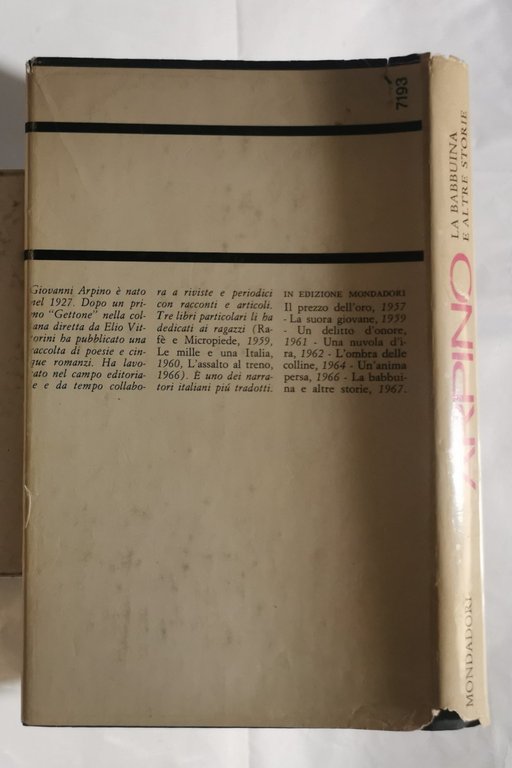 7193
Giovanni Arpino è nato
nel 1927. Dopo un pri-
mo "Gettone" nella col-
lana diretta da Elio Vit-
torini ha pubblicato una
raccolta di poesie e cin-
que romanzi. Ha lavo-
rato nel campo editoria-
e e da tempo collabo-
ra a riviste e periodici
con racconti e articoli.
Tre libri particolari li ha
dedicati ai ragazzi (Ra-
fè e Micropiede, 1959,
Le mille e una Italia,
1960, L'assalto al treno,
1966). È uno dei narra-
tori italiani piú tradotti.
IN EDIZIONE MONDADORI
Il prezzo dell'oro, 1957
- La suora giovane, 1959
- Un delitto d'onore,
1961 - Una nuvola d'i-
ra, 1962 - L'ombra delle
colline, 1964 - Un'anima
persa, 1966 - La babbui-
na e altre storie, 1967.
LA BABBUINA
E ALTRE STORIE
ARPINO
MONDADORI